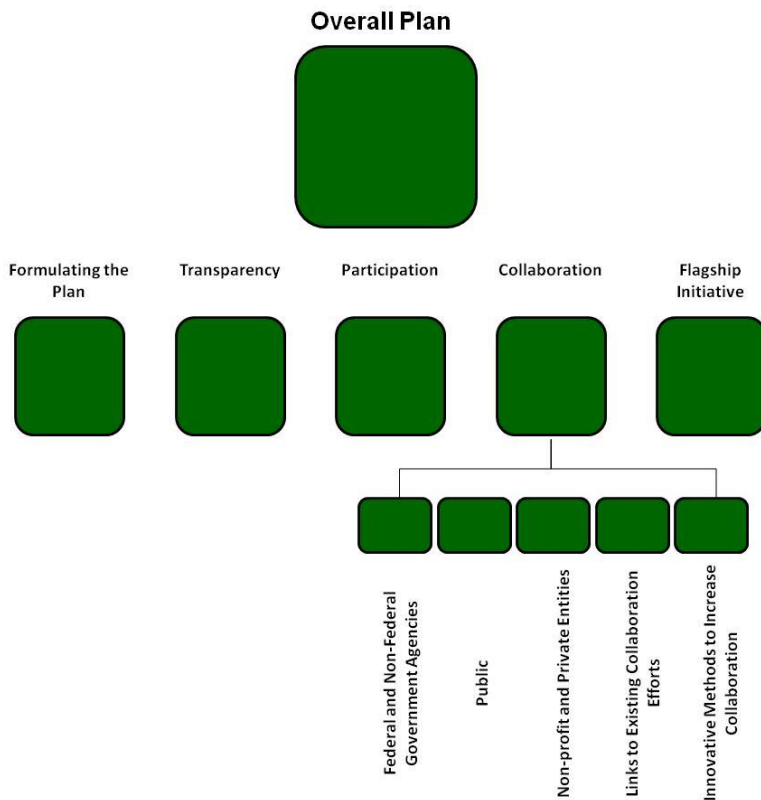 Overall Plan
Formulating the
Plan
Transparency
Participation
Collaboration
Flagship
Initiative
Federal and Non-Federal
Government Agencies
Public
Non-profit and Private Entities
Links to Existing Collaboration
Efforts
Innovative Methods to Increase
Collaboration